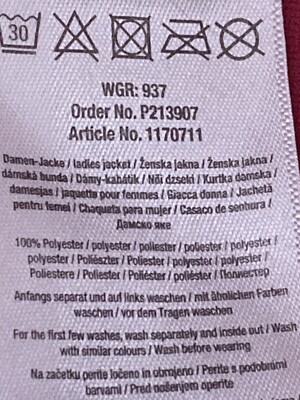 30
WGR: 937
Order No. P213907
Article No. 1170711
Damen-Jacke / ladies jacket / Ženska jakna / Ženska jakna /
dámská bunda / Dámy-kabátik / Női dzseki / Kurtka damska /
damesjas / jaquette pour femmes / Giacca donna / Jachetă
pentru femei / Chaqueta para mujer / Casaco de senhora /
Дамско яке
100% Polyester / polyester / poliester / poliester / polyester /
polyester / Poliészter / Poliester / polyester / polyester /
Poliestere / Poliester / Poliéster / poliéster / Полиестер
Anfangs separat und auf links waschen / mit ähnlichen Farben
waschen / vor dem Tragen waschen
For the first few washes, wash separately and inside out / Wash
with similar colours / Wash before wearing
Na začetku perite ločeno in obrnjeno / Perite s podobnimi
barvami / Pred nošenjem operite